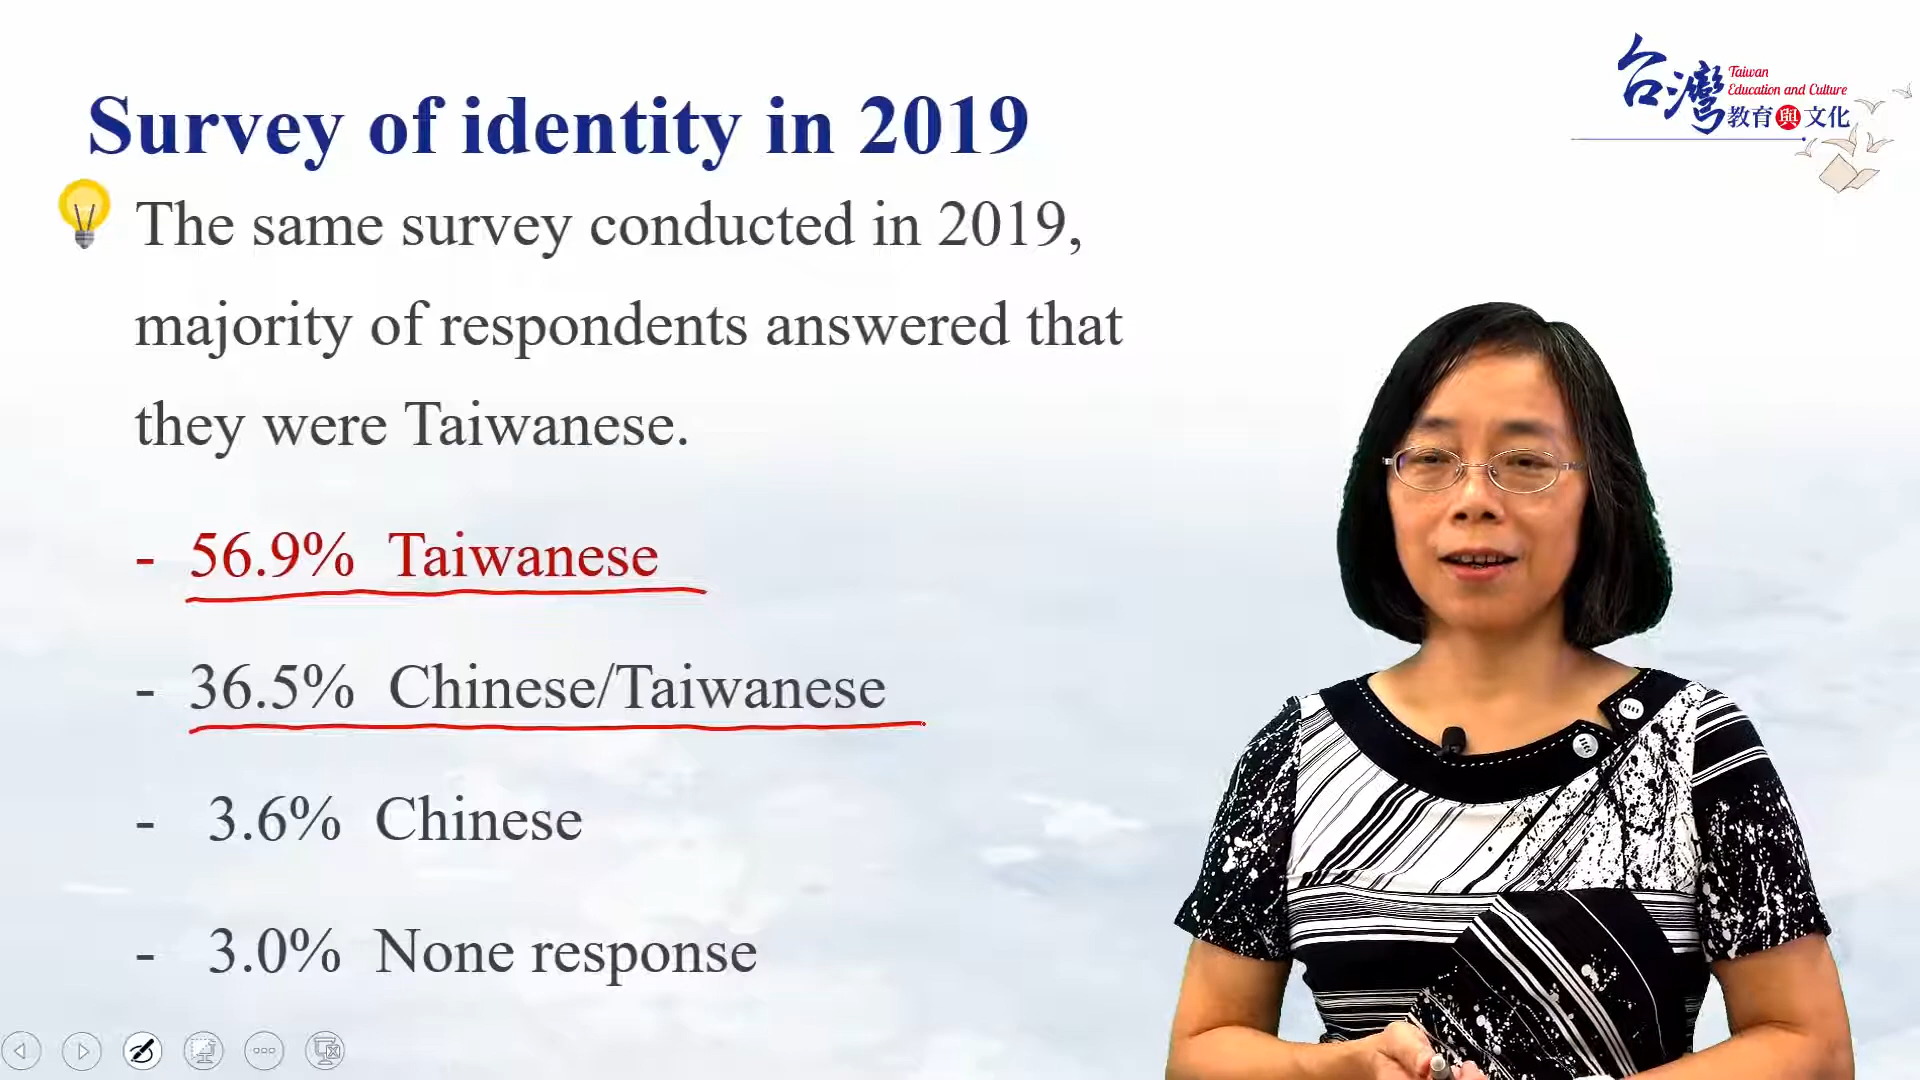 Survey of identity in 2019
台灣
Taiwan
Education and Culture
教育與文化
The same survey conducted in 2019,
majority of respondents answered that
they were Taiwanese.
- 56.9% Taiwanese
- 36.5% Chinese/Taiwanese
- 3.6% Chinese
- 3.0% None response